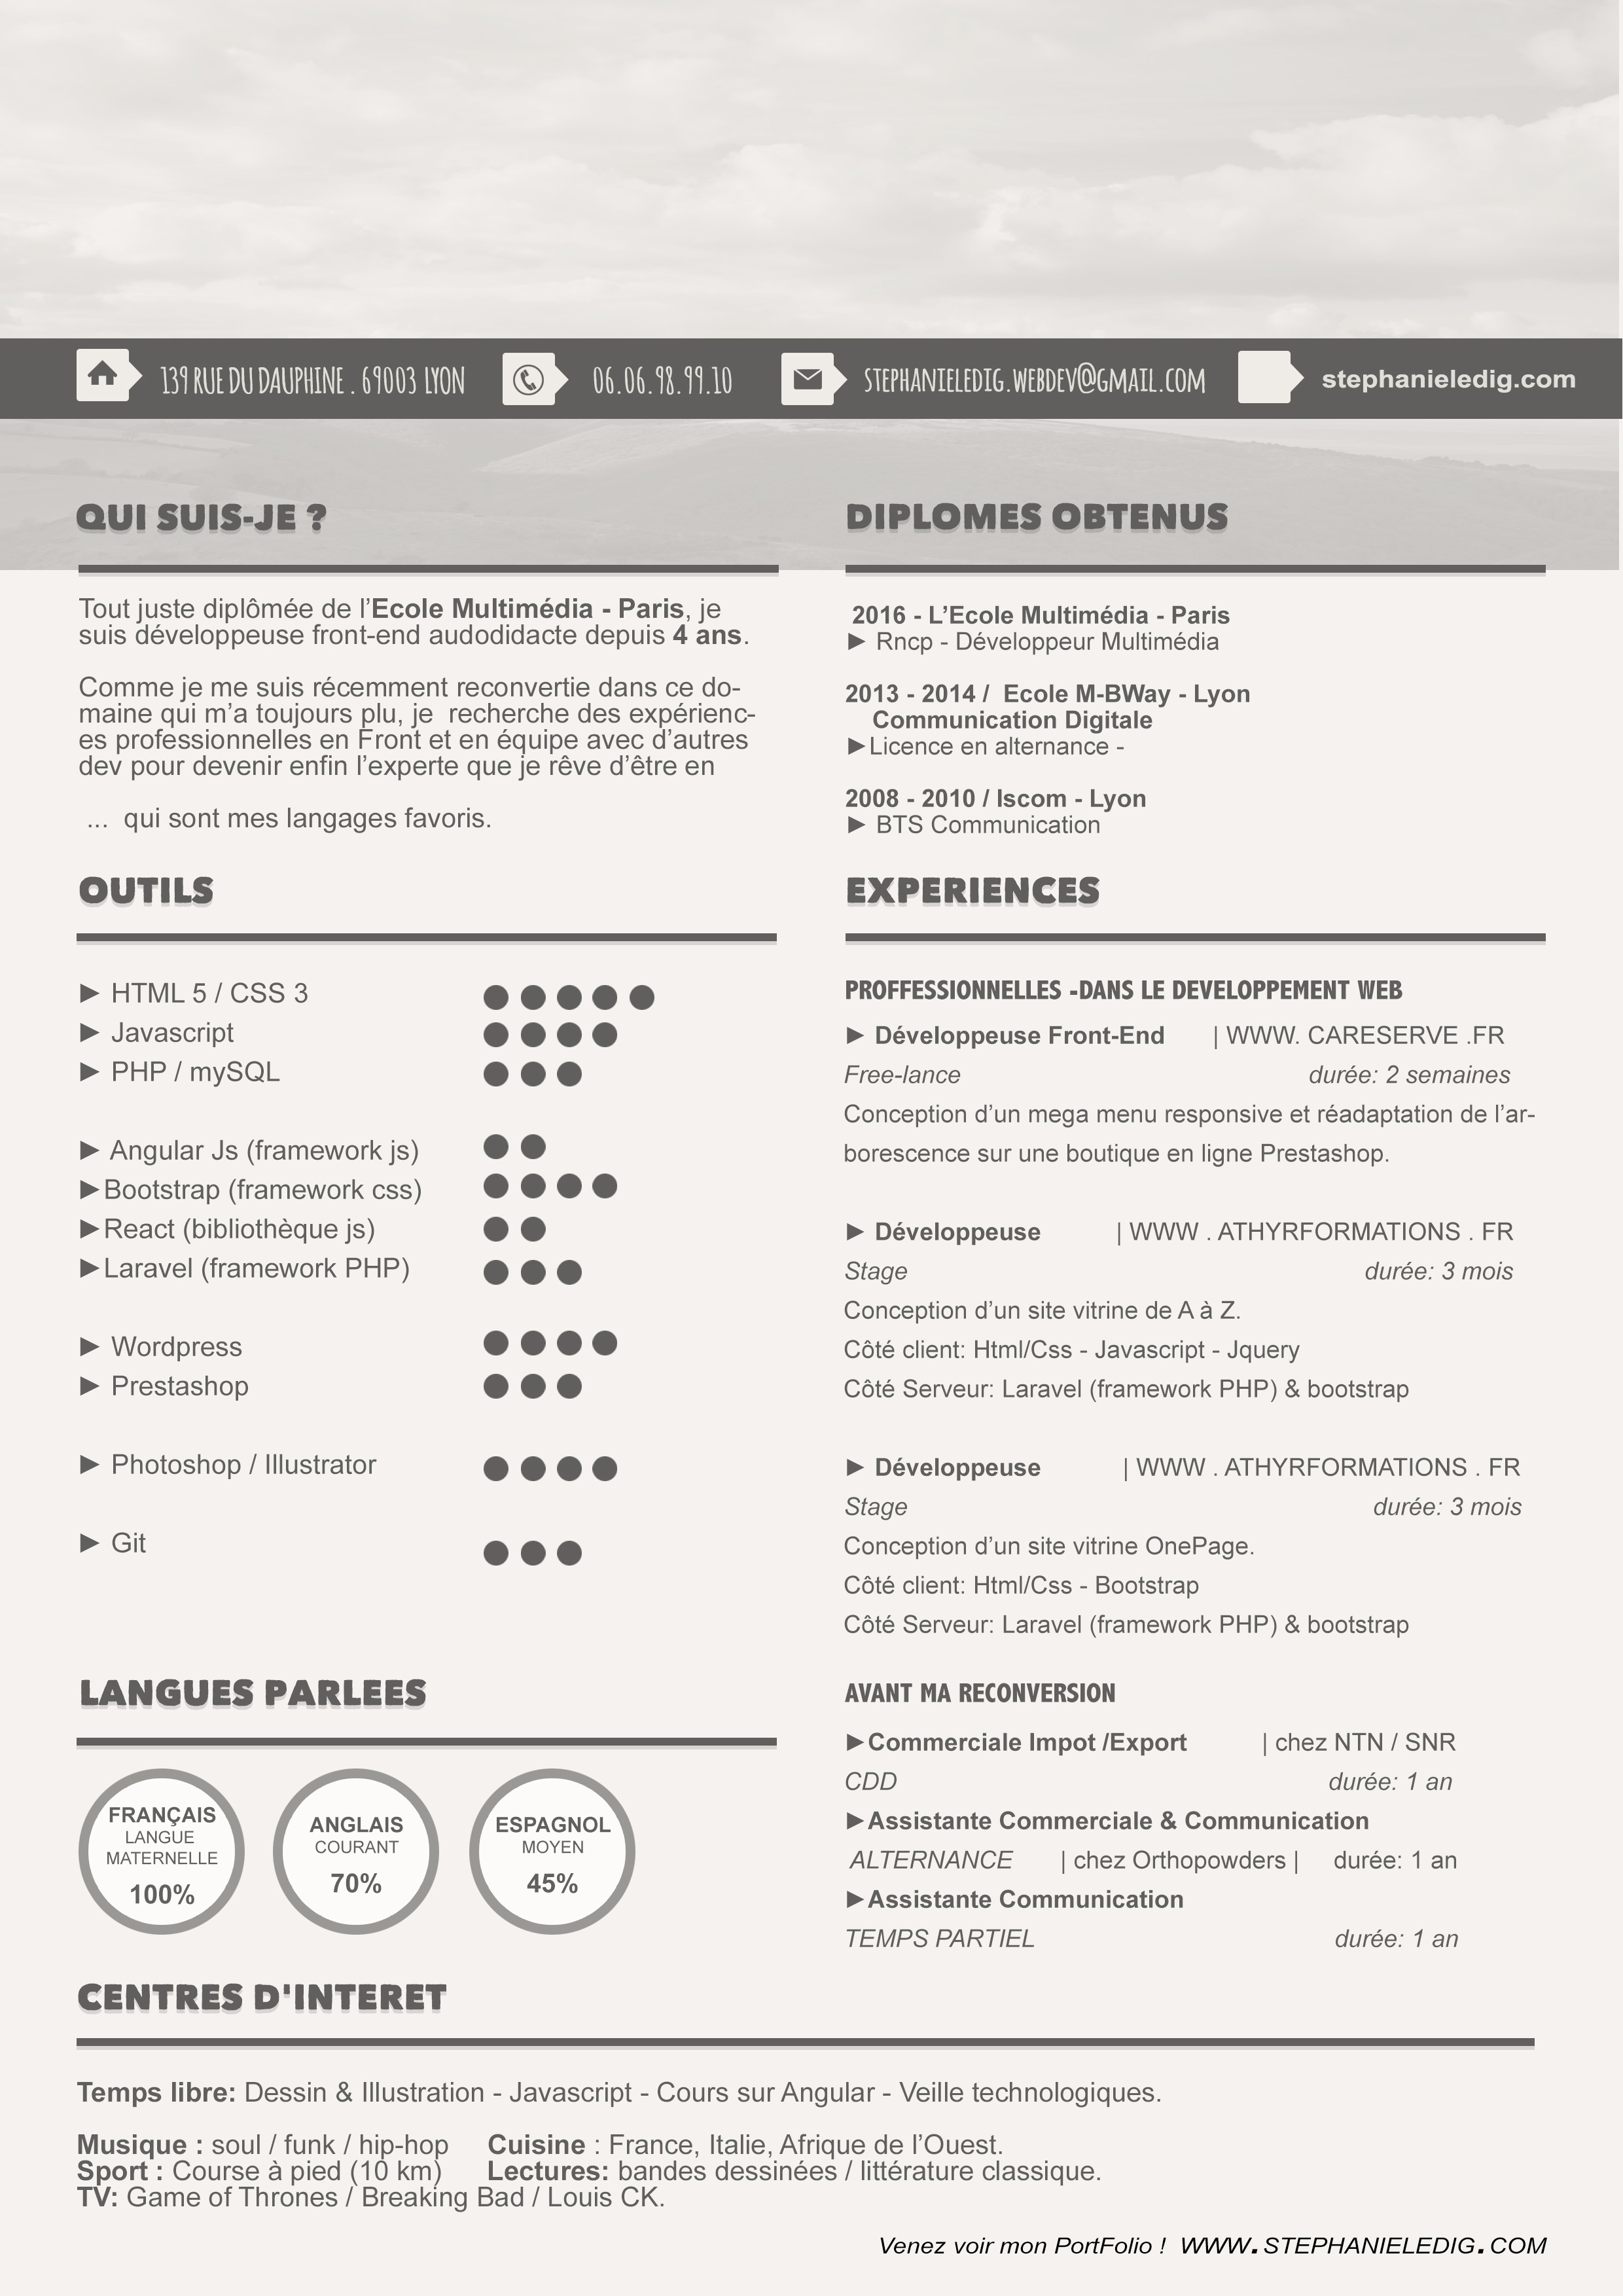 139 RUE DU DAUPHINE . 69003 LYON
06.06.98.99.10
STEPHANIELEDIG.WEBDEV@GMAIL.COM
stephanieledig.com
QUI SUIS-JE ?
Tout juste diplômée de l’Ecole Multimédia - Paris, je
suis développeuse front-end audodidacte depuis 4 ans.
Comme je me suis récemment reconvertie dans ce do-
maine qui m’a toujours plu, je  recherche des expérienc-
es professionnelles en Front et en équipe avec d’autres
dev pour devenir enfin l’experte que je rêve d’être en
...  qui sont mes langages favoris.
DIPLOMES OBTENUS
2016 - L’Ecole Multimédia - Paris
► Rncp - Développeur Multimédia
2013 - 2014 /  Ecole M-BWay - Lyon
Communication Digitale
►Licence en alternance -
2008 - 2010 / Iscom - Lyon
► BTS Communication
OUTILS
► HTML 5 / CSS 3
► Javascript
► PHP / mySQL
► Angular Js (framework js)
►Bootstrap (framework css)
►React (bibliothèque js)
►Laravel (framework PHP)
► Wordpress
► Prestashop
► Photoshop / Illustrator
► Git
EXPERIENCES
PROFFESSIONNELLES -DANS LE DEVELOPPEMENT WEB
► Développeuse Front-End | WWW. CARESERVE .FR
Free-lance durée: 2 semaines
Conception d’un mega menu responsive et réadaptation de l’ar-
borescence sur une boutique en ligne Prestashop.
► Développeuse | WWW . ATHYRFORMATIONS . FR
Stage durée: 3 mois
Conception d’un site vitrine de A à Z.
Côté client: Html/Css - Javascript - Jquery
Côté Serveur: Laravel (framework PHP) & bootstrap
► Développeuse | WWW . ATHYRFORMATIONS . FR
Stage durée: 3 mois
Conception d’un site vitrine OnePage.
Côté client: Html/Css - Bootstrap
Côté Serveur: Laravel (framework PHP) & bootstrap
AVANT MA RECONVERSION
►Commerciale Impot /Export | chez NTN / SNR
CDD durée: 1 an
►Assistante Commerciale & Communication
ALTERNANCE | chez Orthopowders | durée: 1 an
►Assistante Communication
TEMPS PARTIEL durée: 1 an
LANGUES PARLEES
FRANÇAIS
LANGUE
MATERNELLE
100%
ANGLAIS
COURANT
70%
ESPAGNOL
MOYEN
45%
CENTRES D'INTERET
Temps libre: Dessin & Illustration - Javascript - Cours sur Angular - Veille technologiques.
Musique : soul / funk / hip-hop Cuisine : France, Italie, Afrique de l’Ouest.
Sport : Course à pied (10 km) Lectures: bandes dessinées / littérature classique.
TV: Game of Thrones / Breaking Bad / Louis CK.
Venez voir mon PortFolio !  WWW.STEPHANIELEDIG.COM